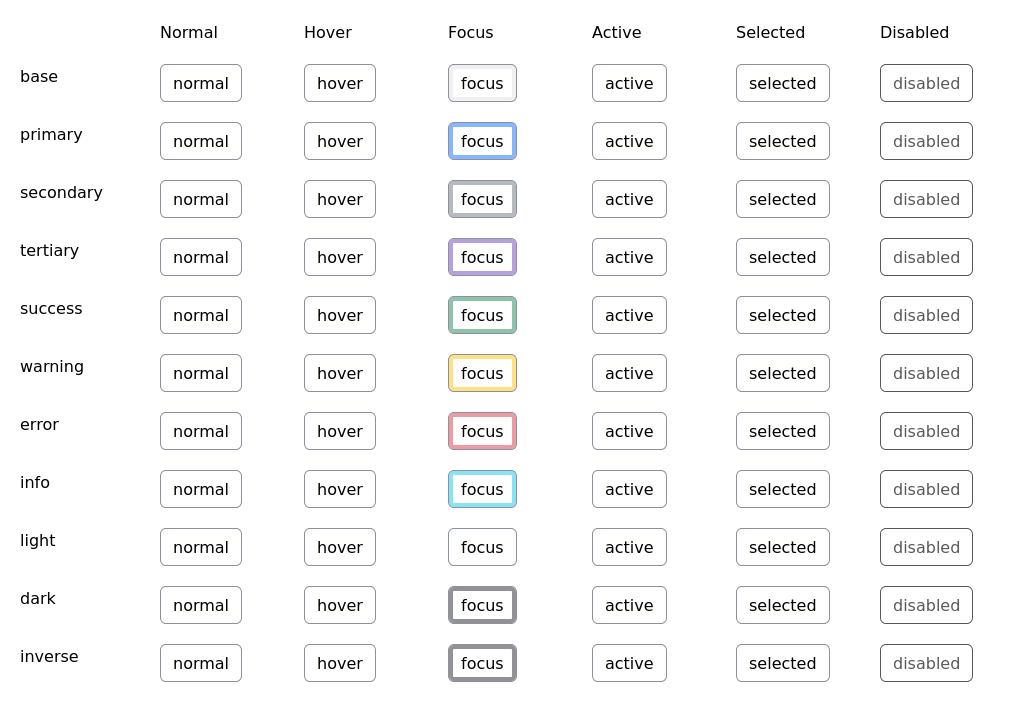 Normal Hover Focus Active Selected Disabled
base normal hover focus active selected disabled
primary normal hover focus active selected disabled
secondary normal hover focus active selected disabled
tertiary normal hover focus active selected disabled
success normal hover focus active selected disabled
warning normal hover focus active selected disabled
error normal hover focus active selected disabled
info normal hover focus active selected disabled
light normal hover focus active selected disabled
dark normal hover focus active selected disabled
inverse normal hover focus active selected disabled